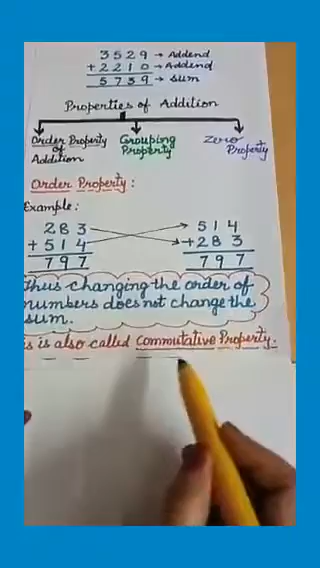 3529 → Addend
+2210 → Addend
5739 → Sum
Properties of Addition
Order Property of Addition
Grouping Property
Zero Property
Order Property:
Example:
283 514
+514 +283
797 797
Thus changing the order of
numbers does not change the
sum.
is is also called Commutative Property.